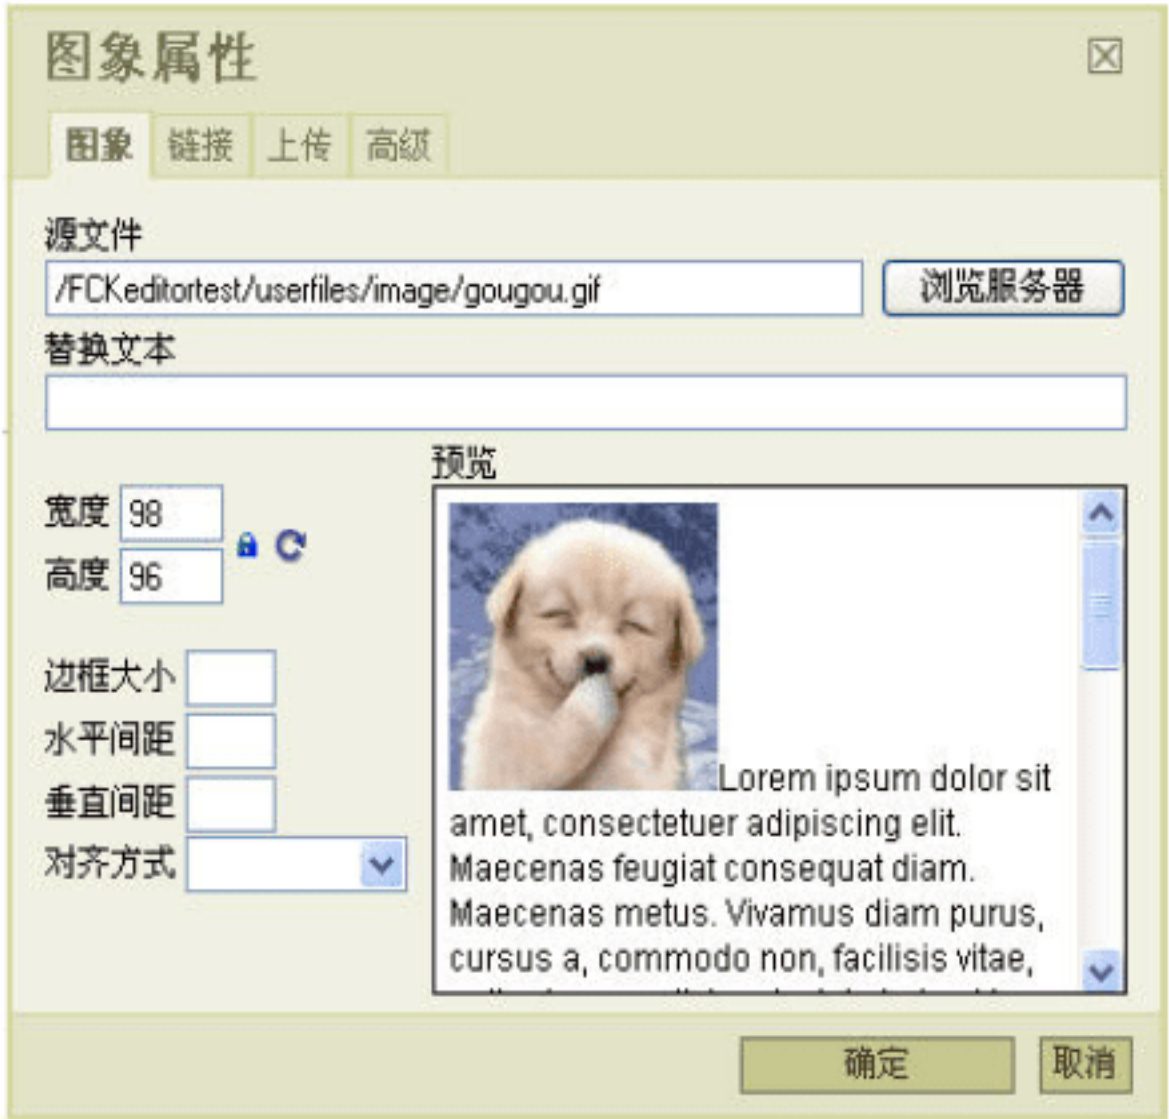 图象属性
图象 链接 上传 高级
源文件
/FCKeditortest/userfiles/image/gougou.gif 浏览服务器
替换文本
预览
宽度 98
高度 96
边框大小
水平间距
垂直间距
对齐方式
Lorem ipsum dolor sit
amet, consectetuer adipiscing elit.
Maecenas feugiat consequat diam.
Maecenas metus. Vivamus diam purus,
cursus a, commodo non, facilisis vitae,
确定 取消